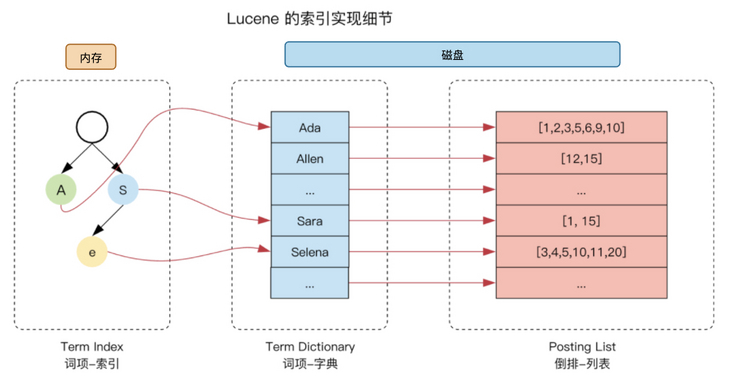 Lucene 的索引实现细节
内存
磁盘
A
S
e
Ada
Allen
...
Sara
Selena
...
[1,2,3,5,6,9,10]
[12,15]
...
[1, 15]
[3,4,5,10,11,20]
...
Term Index
词项-索引
Term Dictionary
词项-字典
Posting List
倒排-列表